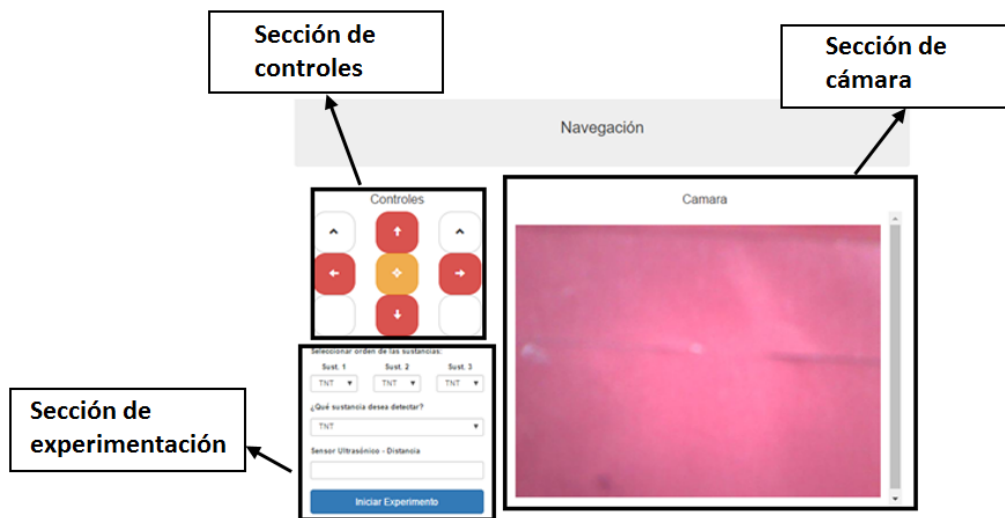 Sección de
controles
Sección de
cámara
Navegación
Controles
Camara
Seleccionar orden de las sustancias:
Sust. 1 Sust. 2 Sust. 3
TNT TNT TNT
¿Qué sustancia desea detectar?
TNT
Sensor Ultrasónico - Distancia
Iniciar Experimento
Sección de
experimentación